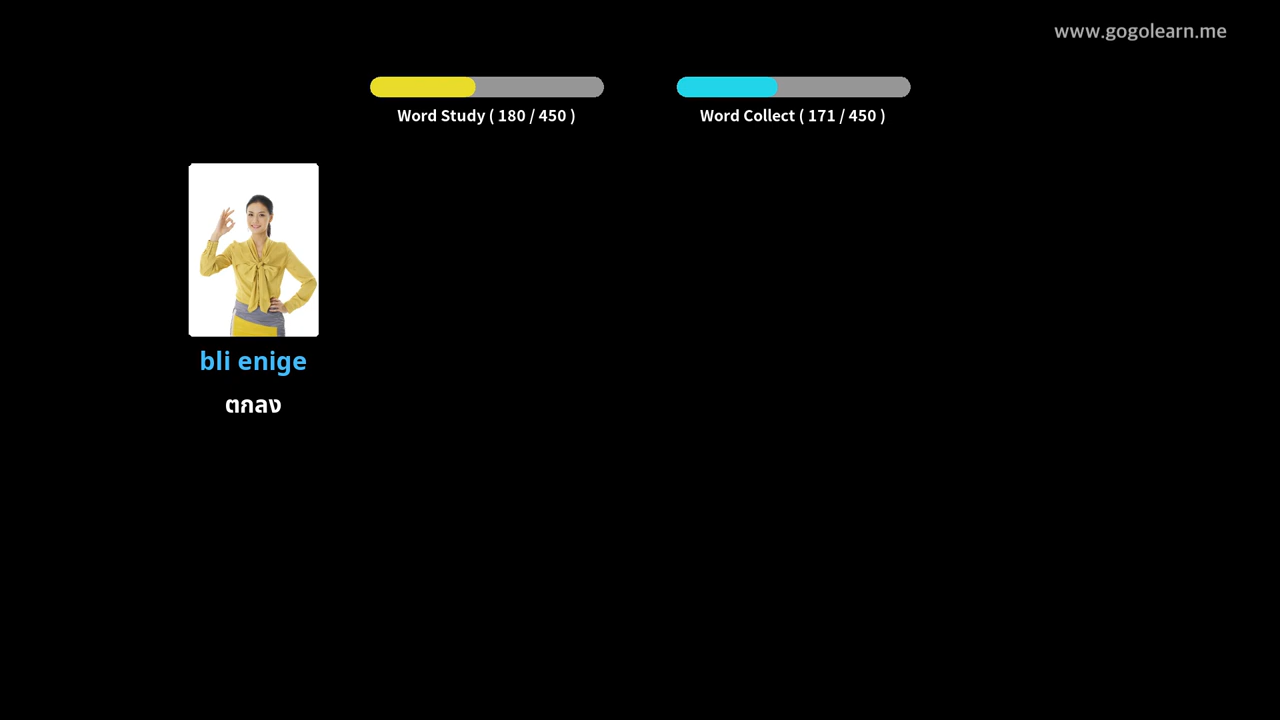 www.gogolearn.me
Word Study ( 180 / 450 )
Word Collect ( 171 / 450 )
bli enige
ตกลง